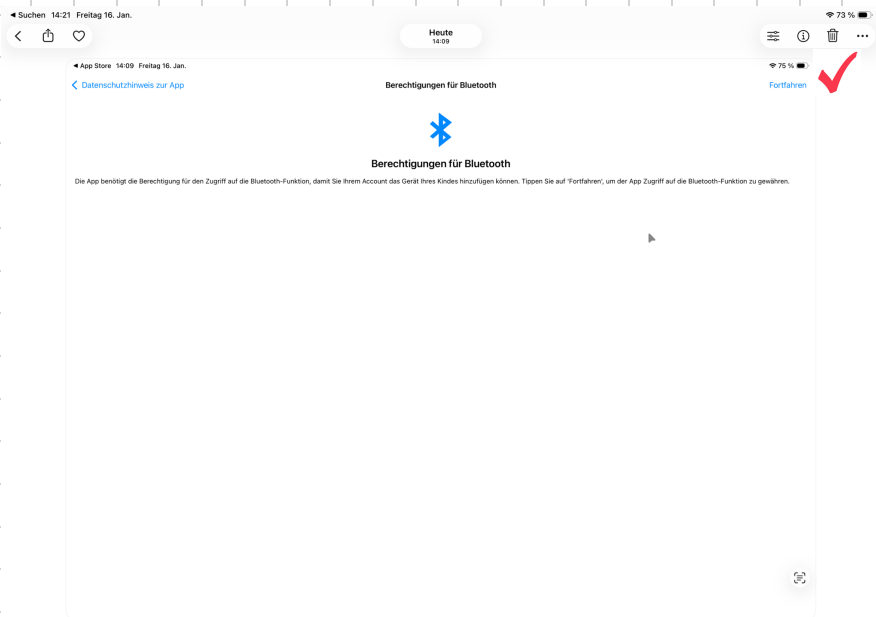 ◀ Suchen 14:21 Freitag 16. Jan. 73 %
Heute
14:09
◀ App Store 14:09 Freitag 16. Jan. 75 %
Datenschutzhinweis zur App Berechtigungen für Bluetooth Fortfahren
Berechtigungen für Bluetooth
Die App benötigt die Berechtigung für den Zugriff auf die Bluetooth-Funktion, damit Sie Ihrem Account das Gerät Ihres Kindes hinzufügen können. Tippen Sie auf 'Fortfahren', um der App Zugriff auf die Bluetooth-Funktion zu gewähren.